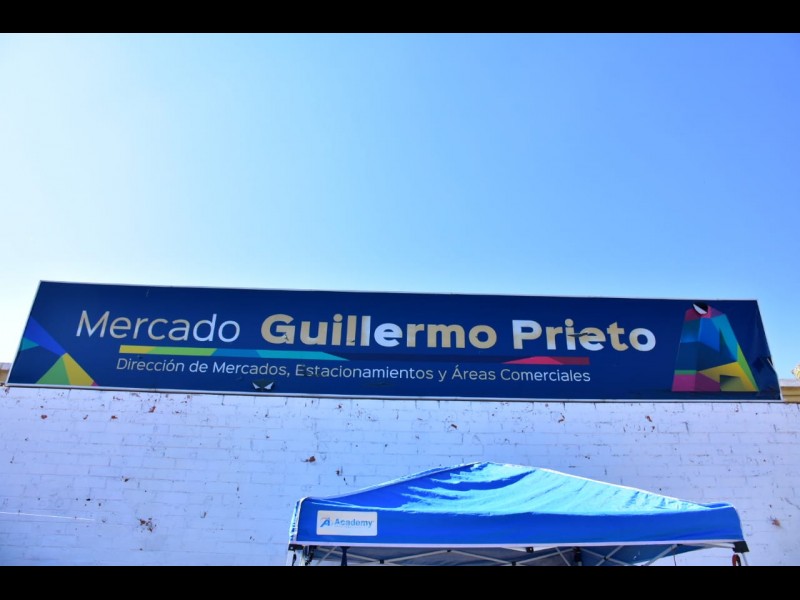 Mercado Guillermo Prieto
Dirección de Mercados, Estacionamientos y Áreas Comerciales
Academy